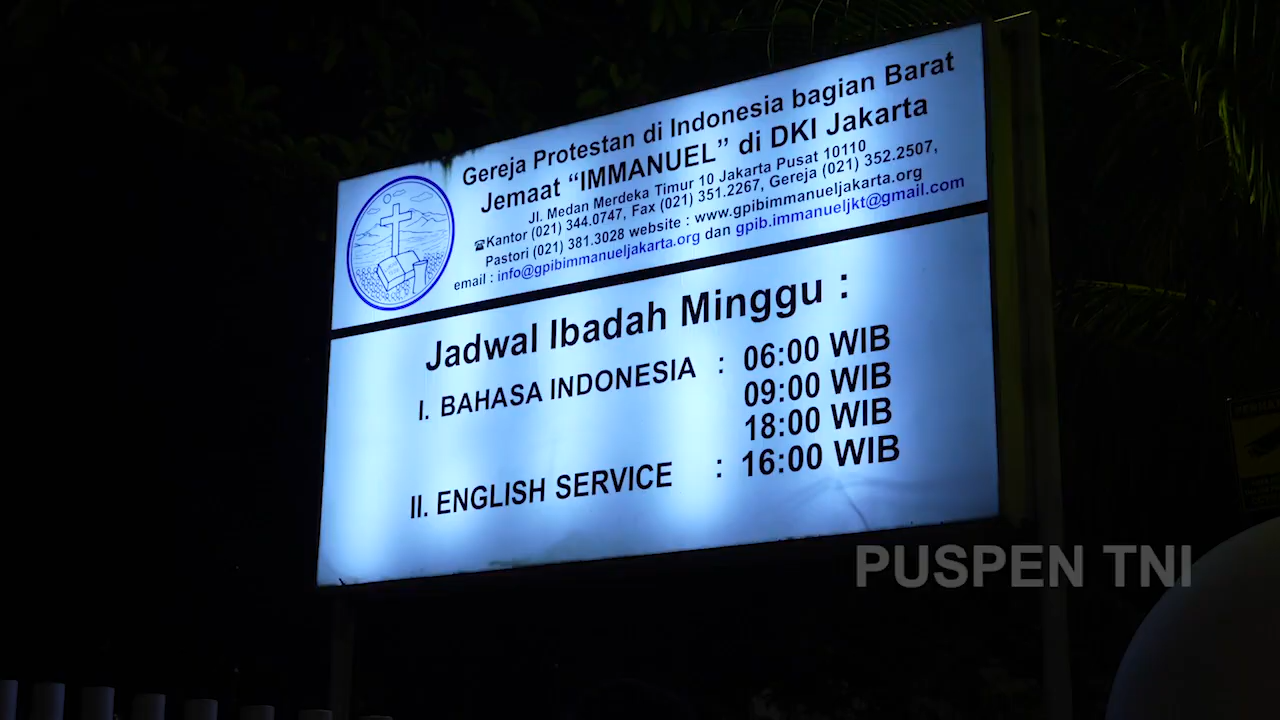 Gereja Protestan di Indonesia bagian Barat
Jemaat “IMMANUEL” di DKI Jakarta
Jl. Medan Merdeka Timur 10 Jakarta Pusat 10110
☎Kantor (021) 344.0747, Fax (021) 351.2267, Gereja (021) 352.2507,
Pastori (021) 381.3028 website : www.gpibimmanueljakarta.org
email : info@gpibimmanueljakarta.org dan gpib.immanueljkt@gmail.com
Jadwal Ibadah Minggu :
I. BAHASA INDONESIA : 06:00 WIB
09:00 WIB
18:00 WIB
II. ENGLISH SERVICE : 16:00 WIB
PUSPEN TNI